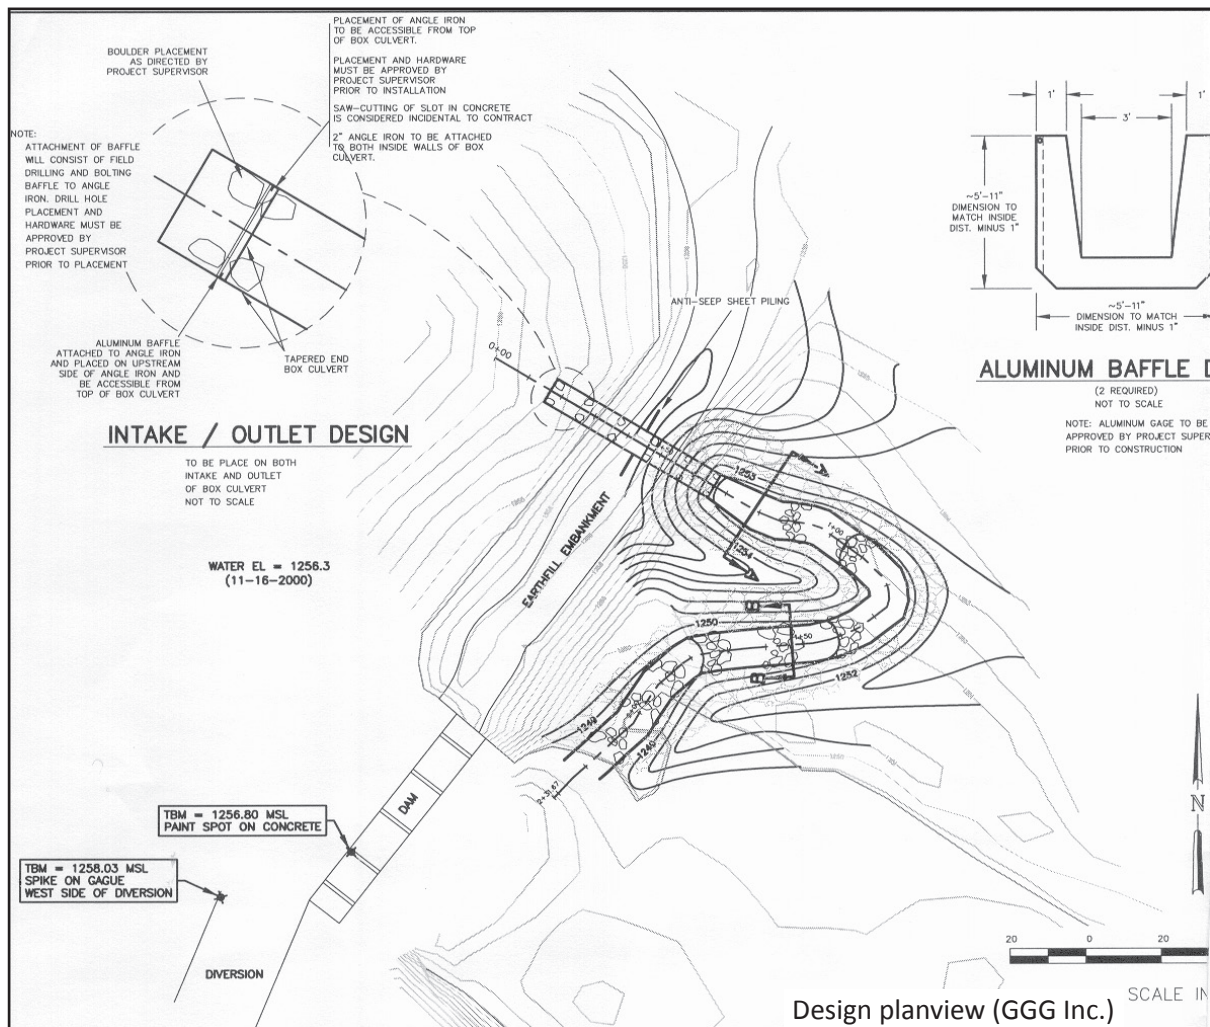 PLACEMENT OF ANGLE IRON
TO BE ACCESSIBLE FROM TOP
OF BOX CULVERT.
PLACEMENT AND HARDWARE
MUST BE APPROVED BY
PROJECT SUPERVISOR
PRIOR TO INSTALLATION
SAW-CUTTING OF SLOT IN CONCRETE
IS CONSIDERED INCIDENTAL TO CONTRACT
2" ANGLE IRON TO BE ATTACHED
TO BOTH INSIDE WALLS OF BOX
CULVERT.
BOULDER PLACEMENT
AS DIRECTED BY
PROJECT SUPERVISOR
NOTE:
ATTACHMENT OF BAFFLE
WILL CONSIST OF FIELD
DRILLING AND BOLTING
BAFFLE TO ANGLE
IRON. DRILL HOLE
PLACEMENT AND
HARDWARE MUST BE
APPROVED BY
PROJECT SUPERVISOR
PRIOR TO PLACEMENT
ALUMINUM BAFFLE
ATTACHED TO ANGLE IRON
AND PLACED ON UPSTREAM
SIDE OF ANGLE IRON AND
BE ACCESSIBLE FROM
TOP OF BOX CULVERT
TAPERED END
BOX CULVERT
INTAKE / OUTLET DESIGN
TO BE PLACE ON BOTH
INTAKE AND OUTLET
OF BOX CULVERT
NOT TO SCALE
WATER EL = 1256.3
(11-16-2000)
1'
3'
1'
~5'-11"
DIMENSION TO
MATCH INSIDE
DIST. MINUS 1"
~5'-11"
DIMENSION TO MATCH
INSIDE DIST. MINUS 1"
ALUMINUM BAFFLE D
(2 REQUIRED)
NOT TO SCALE
NOTE: ALUMINUM GAGE TO BE
APPROVED BY PROJECT SUPER
PRIOR TO CONSTRUCTION
ANTI-SEEP SHEET PILING
0+00
EARTHFILL EMBANKMENT
1253
A
1+00
1254
A
B
1250
1+50
B
1252
1249
2+00
1249
2+31.67
DAM
TBM = 1256.80 MSL
PAINT SPOT ON CONCRETE
TBM = 1258.03 MSL
SPIKE ON GAGUE
WEST SIDE OF DIVERSION
DIVERSION
N
20
0
20
SCALE IN
Design planview (GGG Inc.)